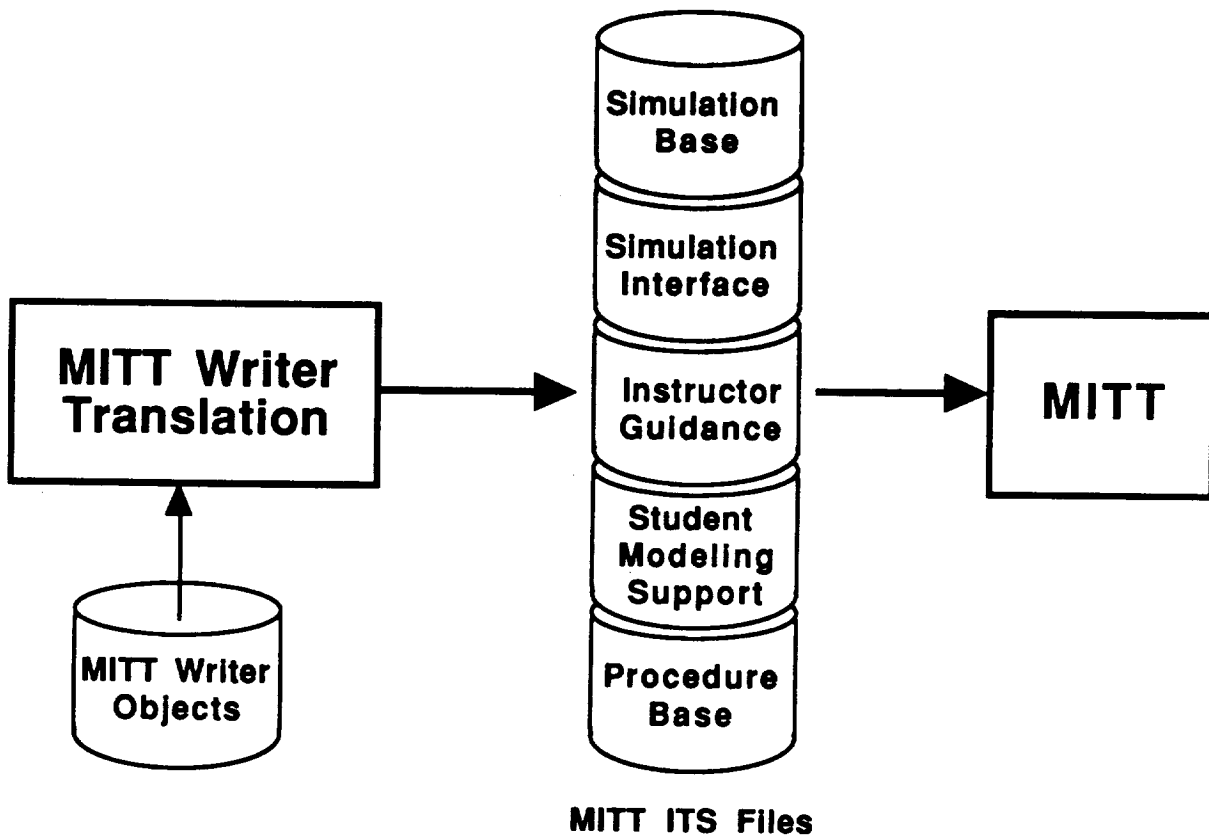 Simulation
Base
Simulation
Interface
MITT Writer
Translation
Instructor
Guidance
MITT
Student
Modeling
Support
MITT Writer
Objects
Procedure
Base
MITT ITS Files